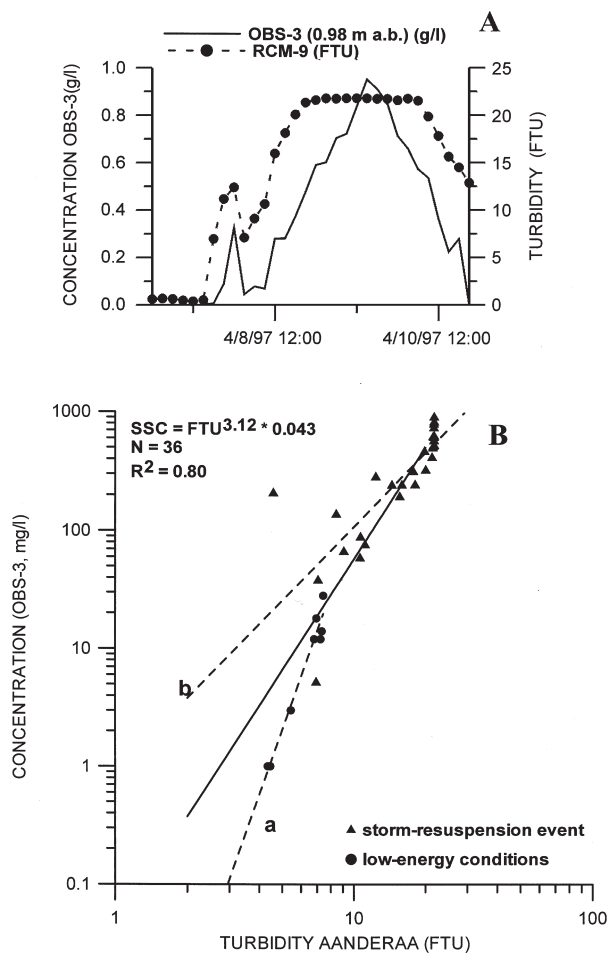 OBS-3 (0.98 m a.b.) (g/l)
A
RCM-9 (FTU)
CONCENTRATION OBS-3(g/l)
1.0
0.8
0.6
0.4
0.2
0.0
25
20
15
10
5
0
TURBIDITY (FTU)
4/8/97 12:00
4/10/97 12:00
B
SSC = FTU^3.12 * 0.043
N = 36
R^2 = 0.80
CONCENTRATION (OBS-3, mg/l)
1000
100
10
1
0.1
b
a
storm-resuspension event
low-energy conditions
1
10
100
TURBIDITY AANDERAA (FTU)